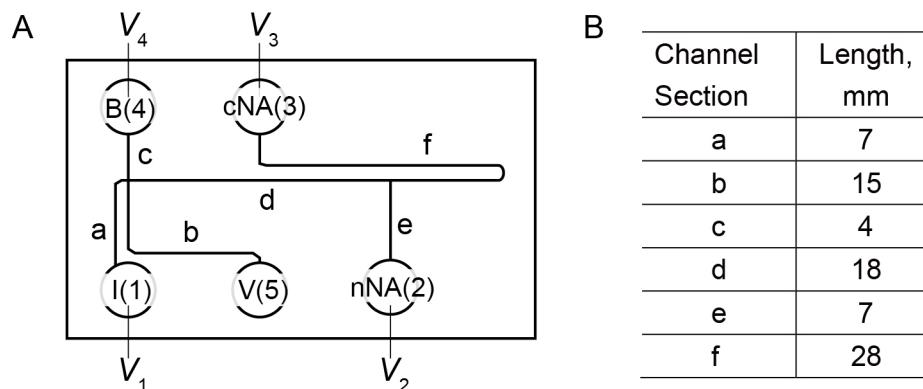 A
V4
V3
B(4)
cNA(3)
c
f
d
a
b
e
I(1)
V(5)
nNA(2)
V1
V2
B
Channel Section
Length, mm
a 7
b 15
c 4
d 18
e 7
f 28